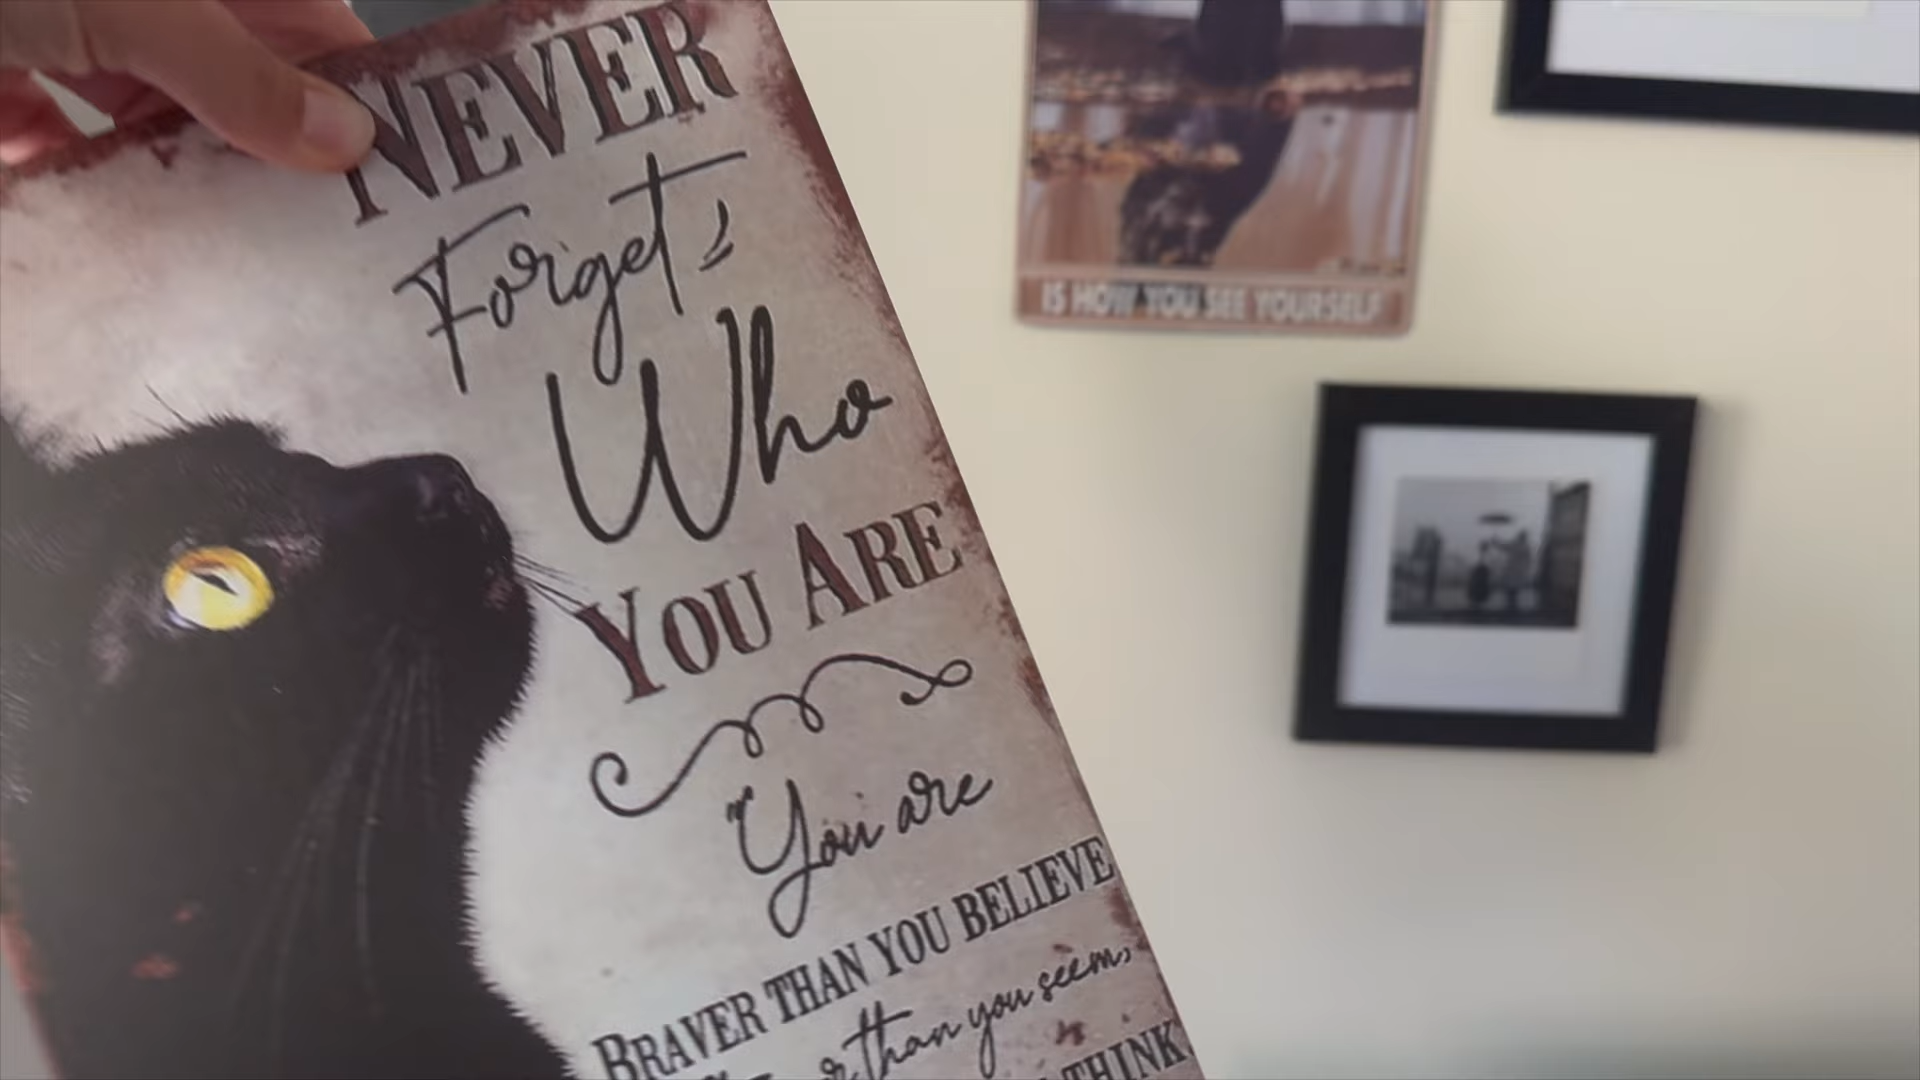 NEVER
Forget
Who
YOU ARE
You are
BRAVER THAN YOU BELIEVE
than you seem,
THINK
IS HOW YOU SEE YOURSELF